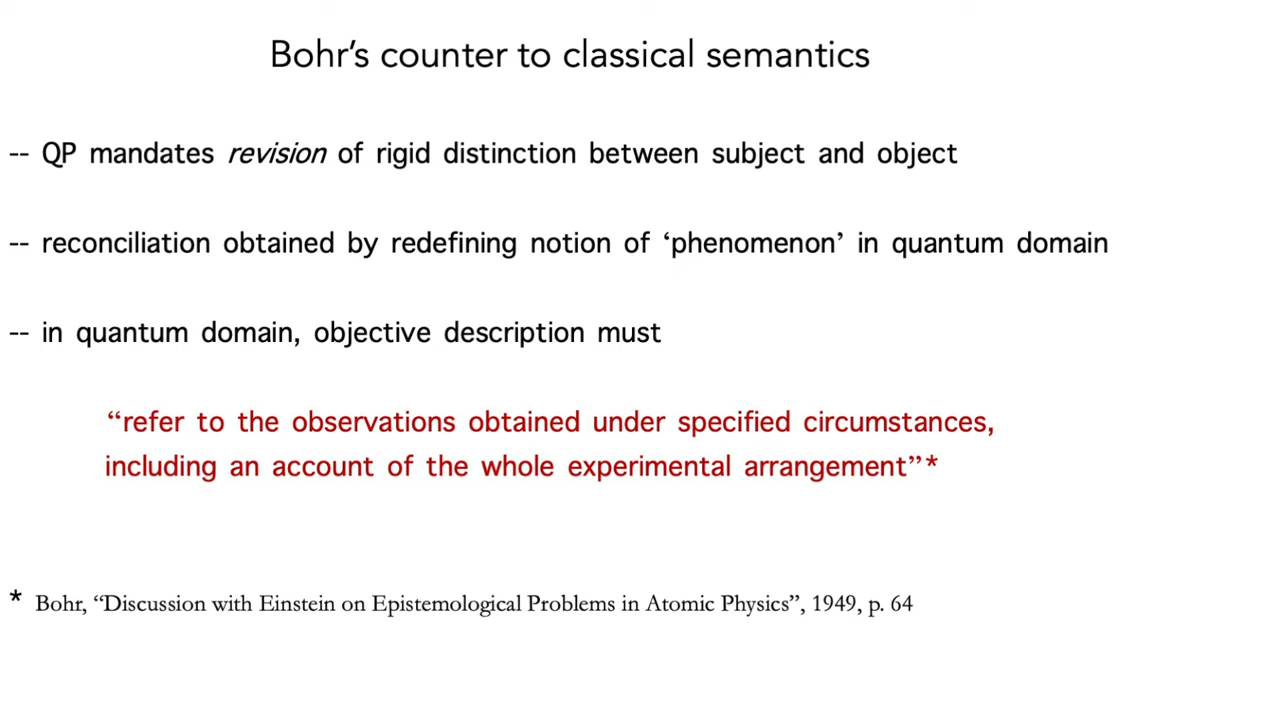 Bohr’s counter to classical semantics
-- QP mandates revision of rigid distinction between subject and object
-- reconciliation obtained by redefining notion of ‘phenomenon’ in quantum domain
-- in quantum domain, objective description must
“refer to the observations obtained under specified circumstances,
including an account of the whole experimental arrangement”*
* Bohr, “Discussion with Einstein on Epistemological Problems in Atomic Physics”, 1949, p. 64